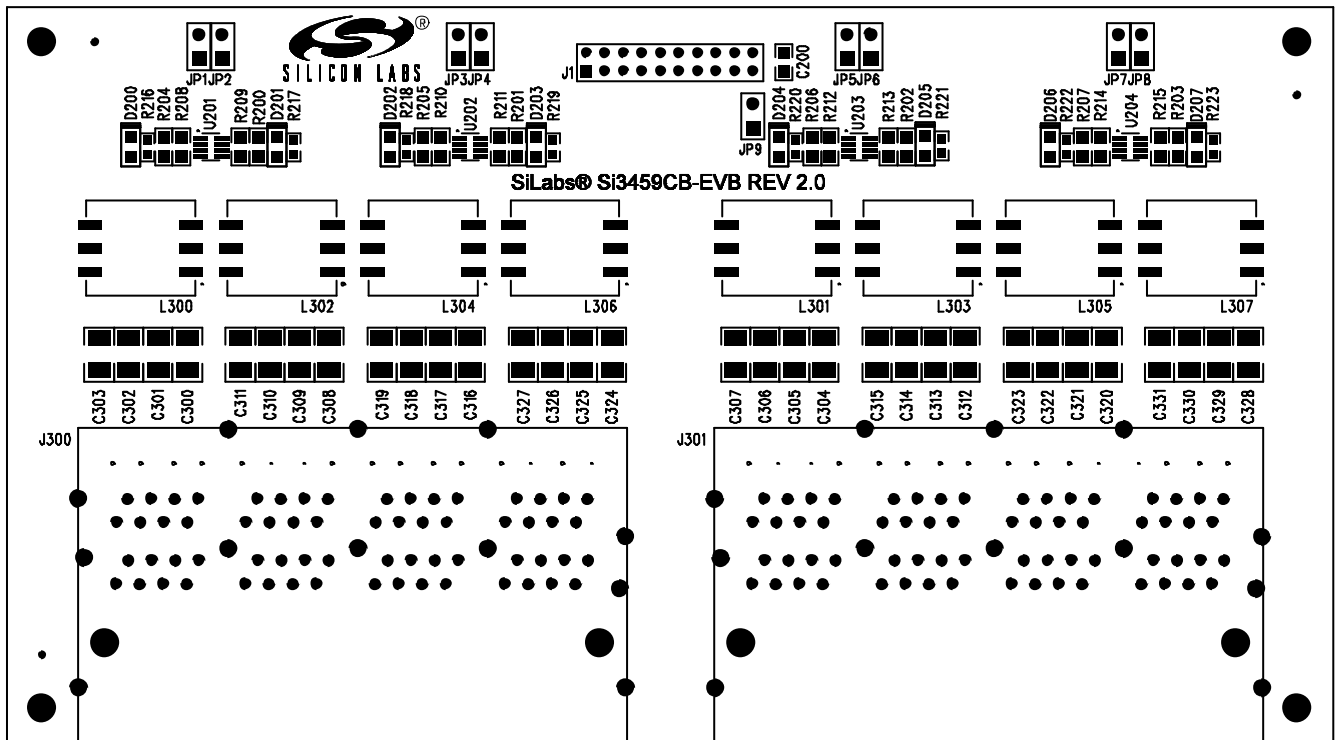 ®
SILICON LABS
JP1JP2
JP3JP4
J1
C200
JP5JP6
JP7JP8
D200
R216
R204
R208
U201
R209
R200
D201
R217
D202
R218
R205
R210
U202
R211
R201
D203
R219
JP9
D204
R220
R206
R212
U203
R213
R202
D205
R221
D206
R222
R207
R214
U204
R215
R203
D207
R223
SiLabs® Si3459CB-EVB REV 2.0
L300
L302
L304
L306
L301
L303
L305
L307
C303
C302
C301
C300
C311
C310
C309
C308
C319
C318
C317
C316
C327
C326
C325
C324
C307
C306
C305
C304
C315
C314
C313
C312
C323
C322
C321
C320
C331
C330
C329
C328
J300
J301